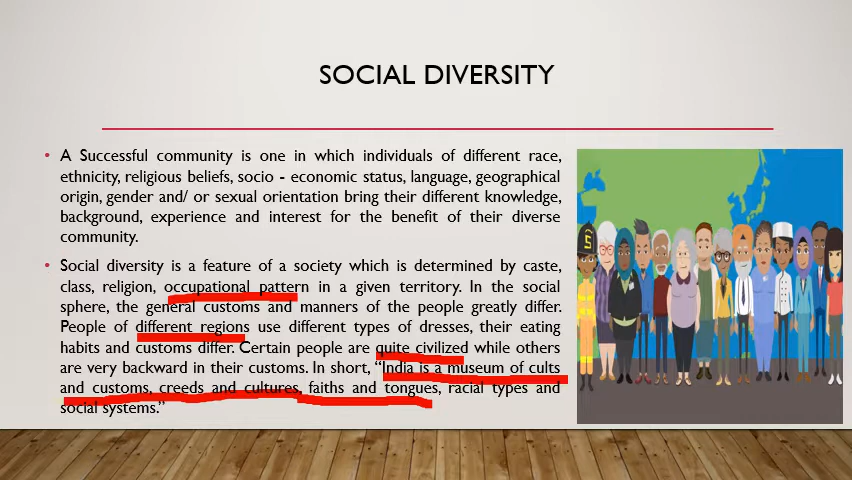 SOCIAL DIVERSITY
• A Successful community is one in which individuals of different race,
ethnicity, religious beliefs, socio - economic status, language, geographical
origin, gender and/ or sexual orientation bring their different knowledge,
background, experience and interest for the benefit of their diverse
community.
• Social diversity is a feature of a society which is determined by caste,
class, religion, occupational pattern in a given territory. In the social
sphere, the general customs and manners of the people greatly differ.
People of different regions use different types of dresses, their eating
habits and customs differ. Certain people are quite civilized while others
are very backward in their customs. In short, “India is a museum of cults
and customs, creeds and cultures, faiths and tongues, racial types and
social systems.”